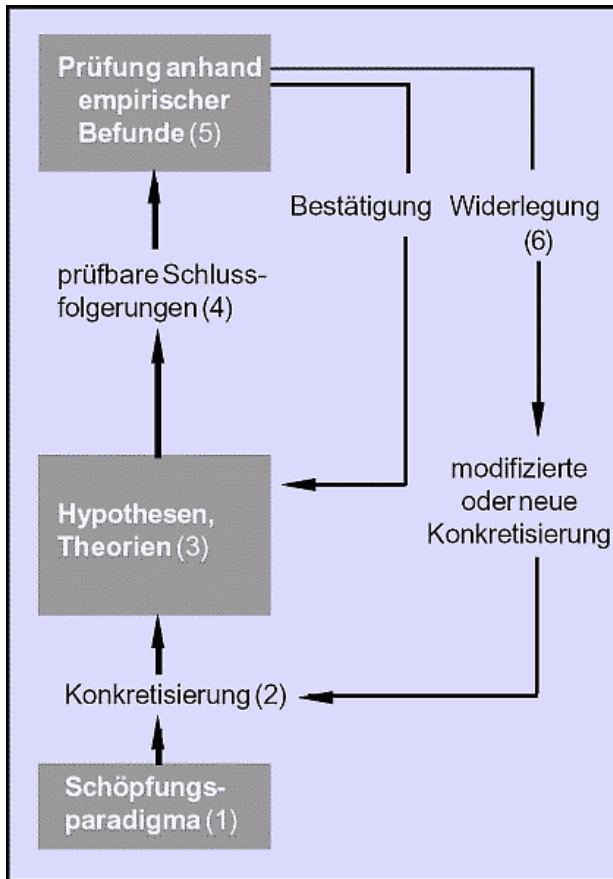 Prüfung anhand
empirischer
Befunde (5)
Bestätigung
Widerlegung
(6)
prüfbare Schluss-
folgerungen (4)
modifizierte
oder neue
Konkretisierung
Hypothesen,
Theorien (3)
Konkretisierung (2)
Schöpfungs-
paradigma (1)